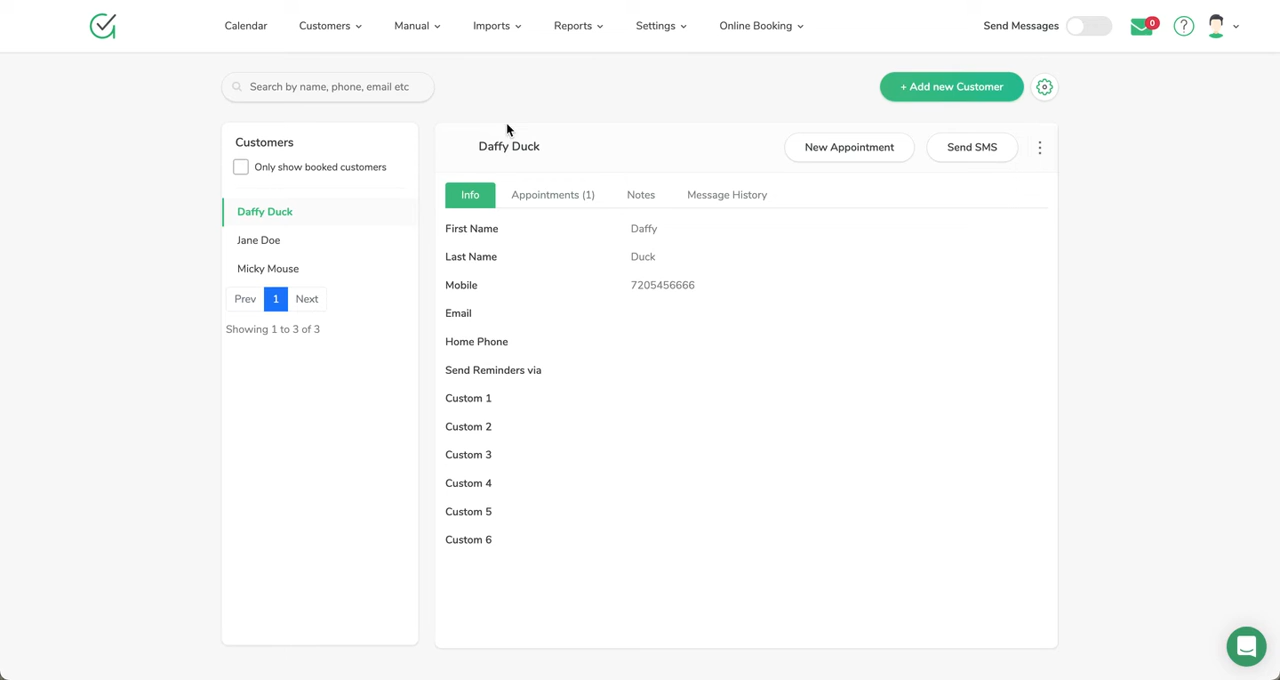 Calendar Customers Manual Imports Reports Settings Online Booking Send Messages 0 ?
Search by name, phone, email etc
+ Add new Customer
Customers
Only show booked customers
Daffy Duck
Jane Doe
Micky Mouse
Prev 1 Next
Showing 1 to 3 of 3
Daffy Duck New Appointment Send SMS
Info Appointments (1) Notes Message History
First Name Daffy
Last Name Duck
Mobile 7205456666
Email
Home Phone
Send Reminders via
Custom 1
Custom 2
Custom 3
Custom 4
Custom 5
Custom 6